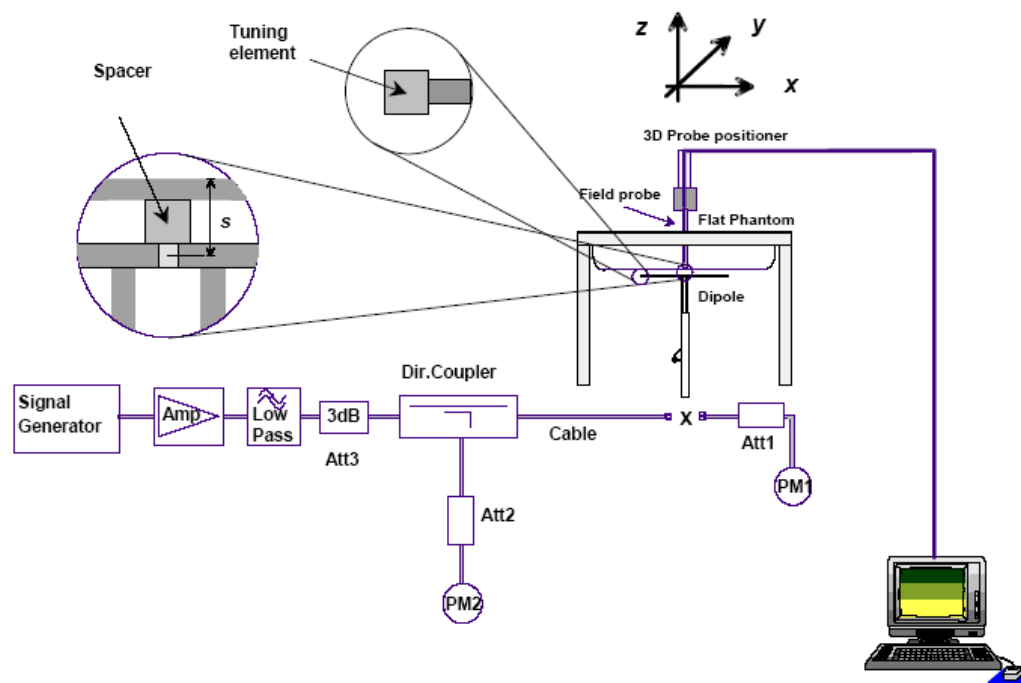 Tuning
element
Spacer
s
z
y
x
3D Probe positioner
Field probe
Flat Phantom
Dipole
Dir.Coupler
Signal
Generator
Amp
Low
Pass
3dB
Att3
Cable
X
Att1
PM1
Att2
PM2